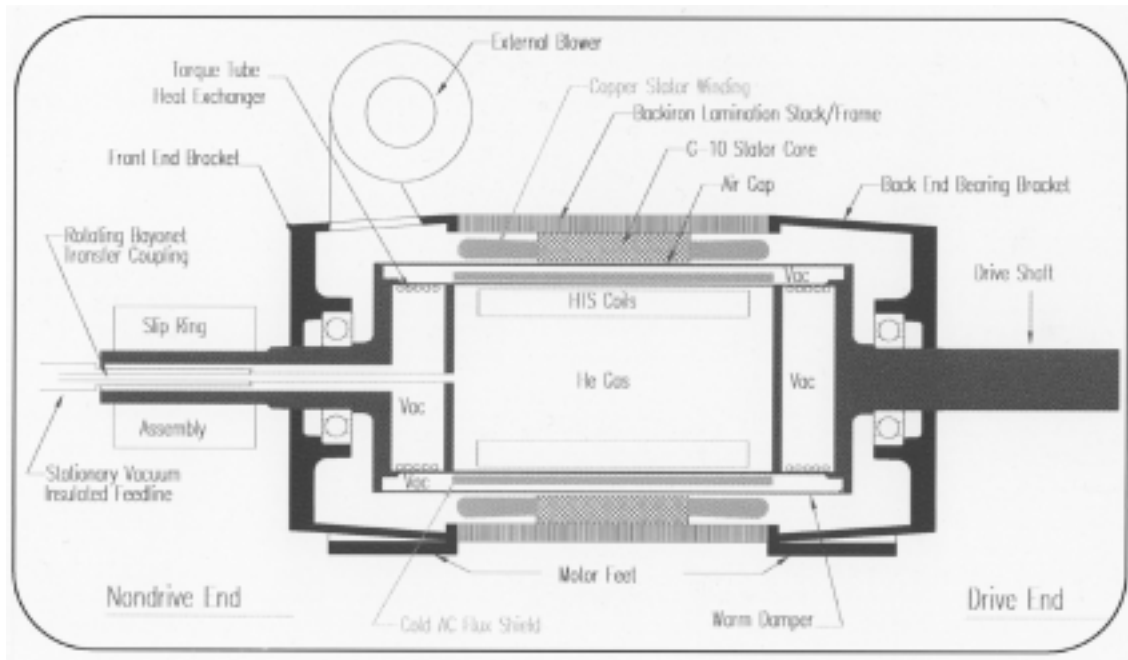 External Blower
Torque Tube
Heat Exchanger
Copper Stator Winding
Backiron Lamination Stack/Frame
G-10 Stator Core
Front End Bracket
Air Gap
Back End Bearing Bracket
Rotating Bayonet
Transfer Coupling
Vac
Drive Shaft
HTS Coils
Slip Ring
He Gas
Vac
Vac
Assembly
Stationary Vacuum
Insulated Feedline
Vac
Motor Feet
Nondrive End
Drive End
Cold AC Flux Shield
Warm Damper